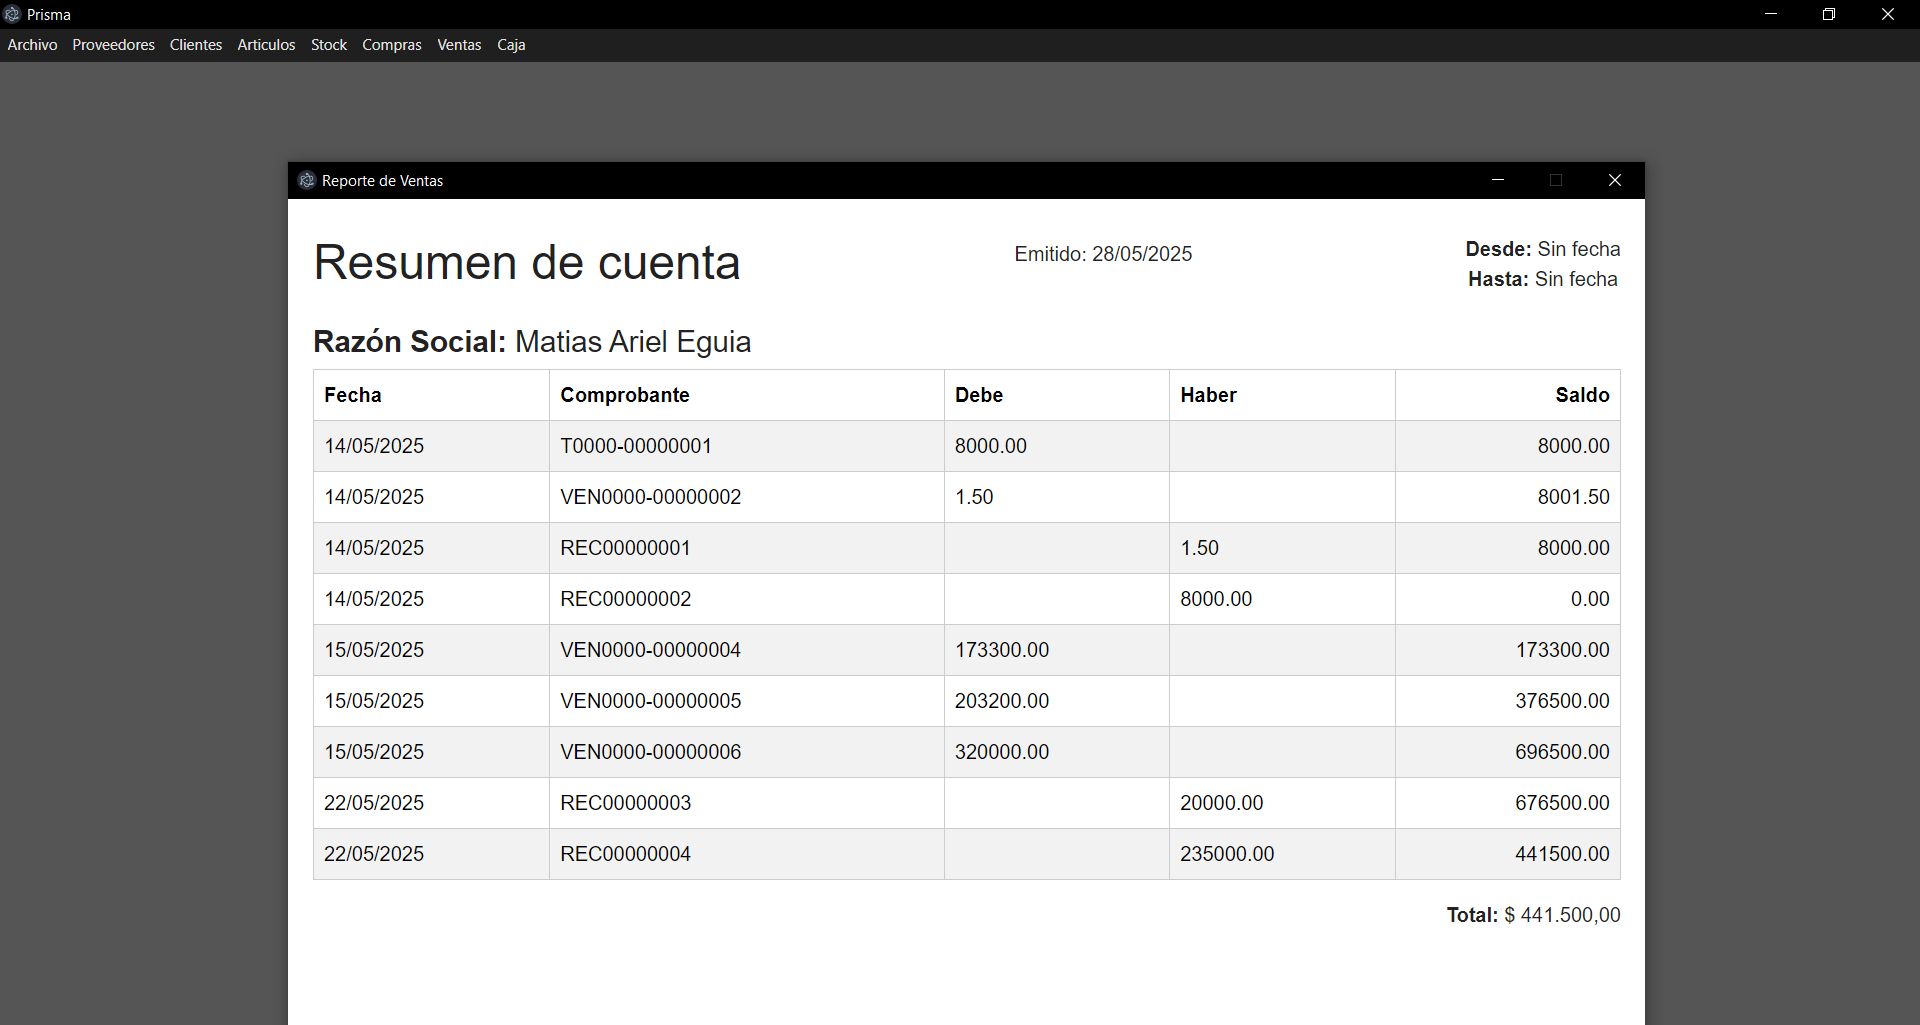 Prisma
Archivo Proveedores Clientes Articulos Stock Compras Ventas Caja
Reporte de Ventas
Resumen de cuenta
Emitido: 28/05/2025
Desde: Sin fecha
Hasta: Sin fecha
Razón Social: Matias Ariel Eguia
Fecha Comprobante Debe Haber Saldo
14/05/2025 T0000-00000001 8000.00 8000.00
14/05/2025 VEN0000-00000002 1.50 8001.50
14/05/2025 REC00000001 1.50 8000.00
14/05/2025 REC00000002 8000.00 0.00
15/05/2025 VEN0000-00000004 173300.00 173300.00
15/05/2025 VEN0000-00000005 203200.00 376500.00
15/05/2025 VEN0000-00000006 320000.00 696500.00
22/05/2025 REC00000003 20000.00 676500.00
22/05/2025 REC00000004 235000.00 441500.00
Total: $ 441.500,00